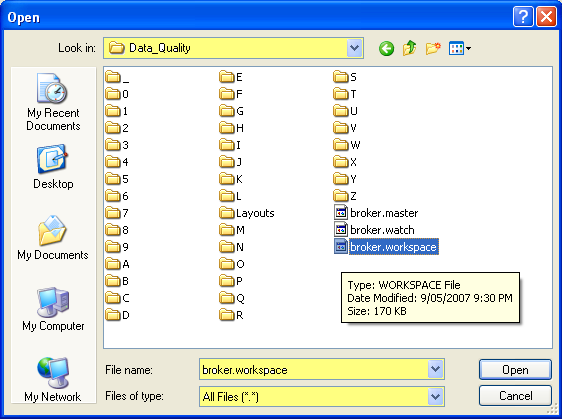 Open
Look in: Data_Quality
My Recent
Documents
Desktop
My Documents
My Computer
My Network
_
0
1
2
3
4
5
6
7
8
9
A
B
C
D
E
F
G
H
I
J
K
L
Layouts
M
N
O
P
Q
R
S
T
U
V
W
X
Y
Z
broker.master
broker.watch
broker.workspace
Type: WORKSPACE File
Date Modified: 9/05/2007 9:30 PM
Size: 170 KB
File name: broker.workspace Open
Files of type: All Files (*.*) Cancel